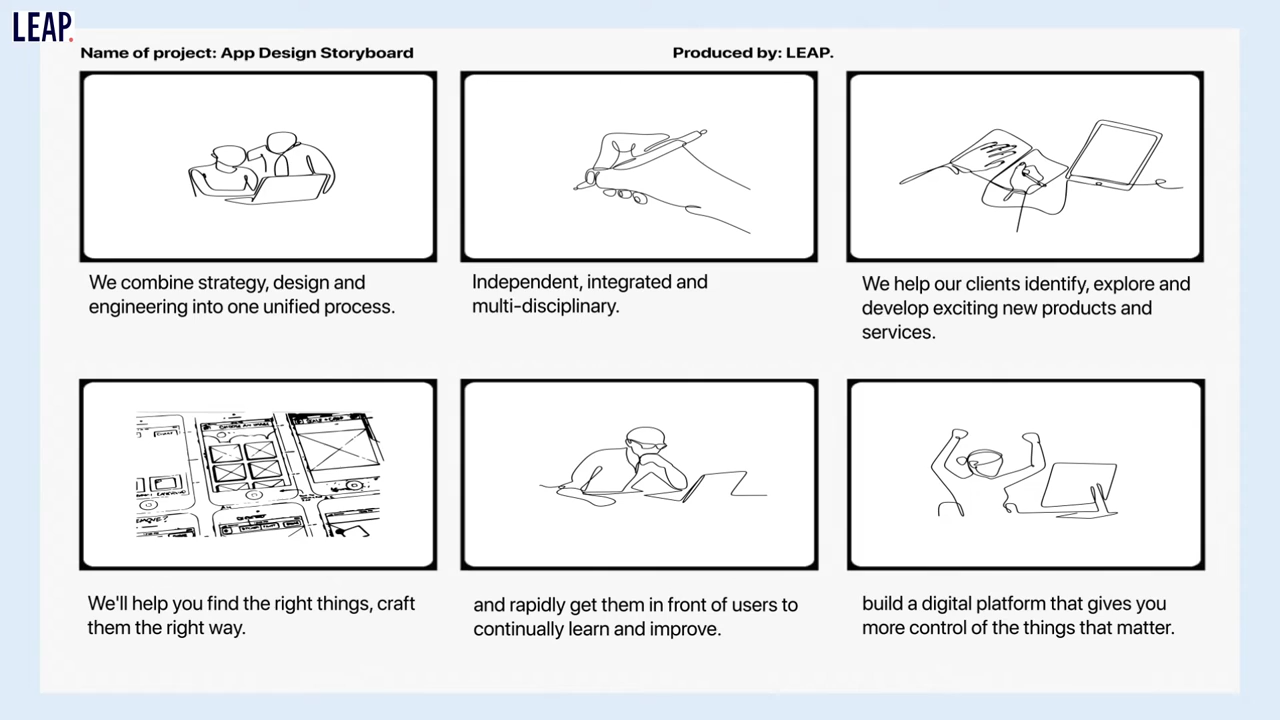 LEAP.
Name of project: App Design Storyboard
Produced by: LEAP.
We combine strategy, design and
engineering into one unified process.
Independent, integrated and
multi-disciplinary.
We help our clients identify, explore and
develop exciting new products and
services.
We'll help you find the right things, craft
them the right way.
and rapidly get them in front of users to
continually learn and improve.
build a digital platform that gives you
more control of the things that matter.